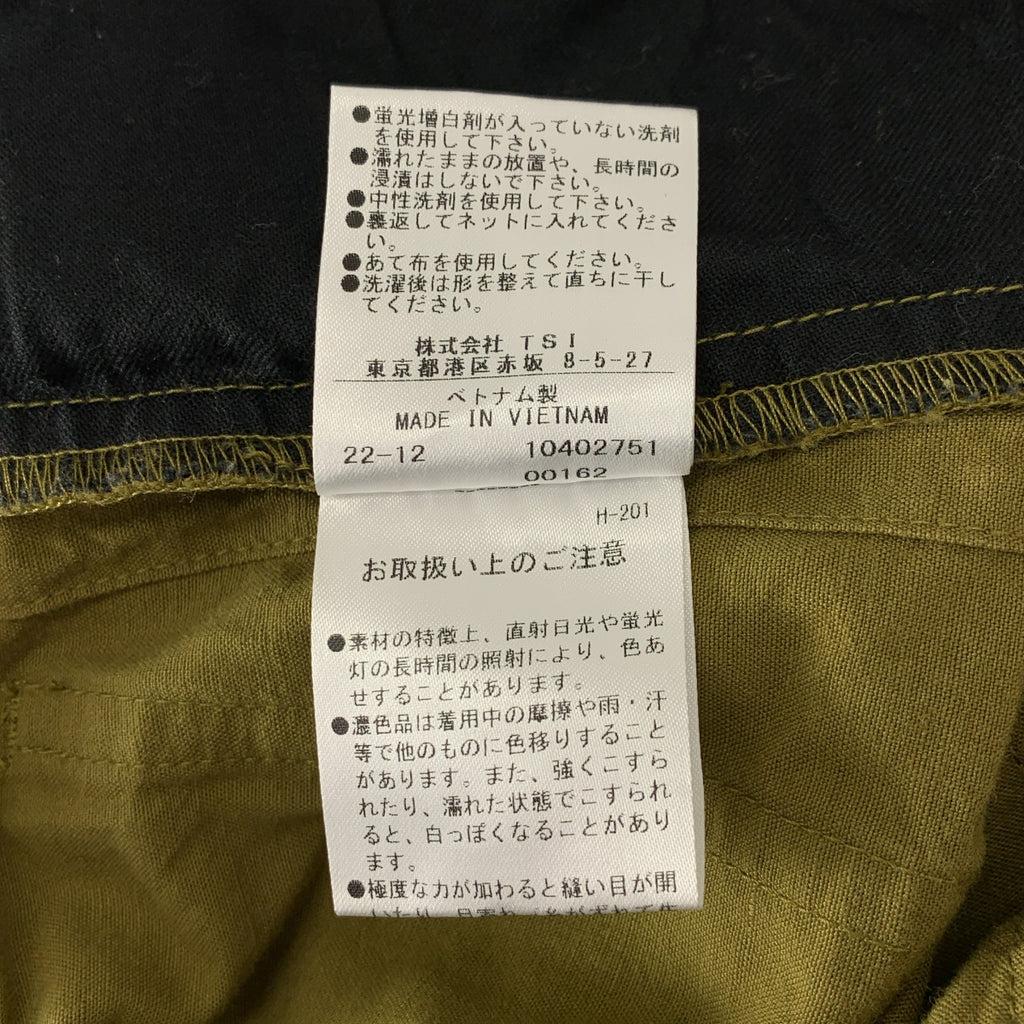 ●蛍光増白剤が入っていない洗剤
を使用して下さい。
●濡れたままの放置や、長時間の
浸漬はしないで下さい。
●中性洗剤を使用して下さい。
●裏返してネットに入れてくださ
い。
●あて布を使用してください。
●洗濯後は形を整えて直ちに干し
てください。
株式会社 TSI
東京都港区赤坂 8-5-27
ベトナム製
MADE IN VIETNAM
22-12 10402751
00162
H-201
お取扱い上のご注意
●素材の特徴上、直射日光や蛍光
灯の長時間の照射により、色あ
せすることがあります。
●濃色品は着用中の摩擦や雨・汗
等で他のものに色移りすること
があります。また、強くこすら
れたり、濡れた状態でこすられ
ると、白っぽくなることがあり
ます。
●極度な力が加わると縫い目が開